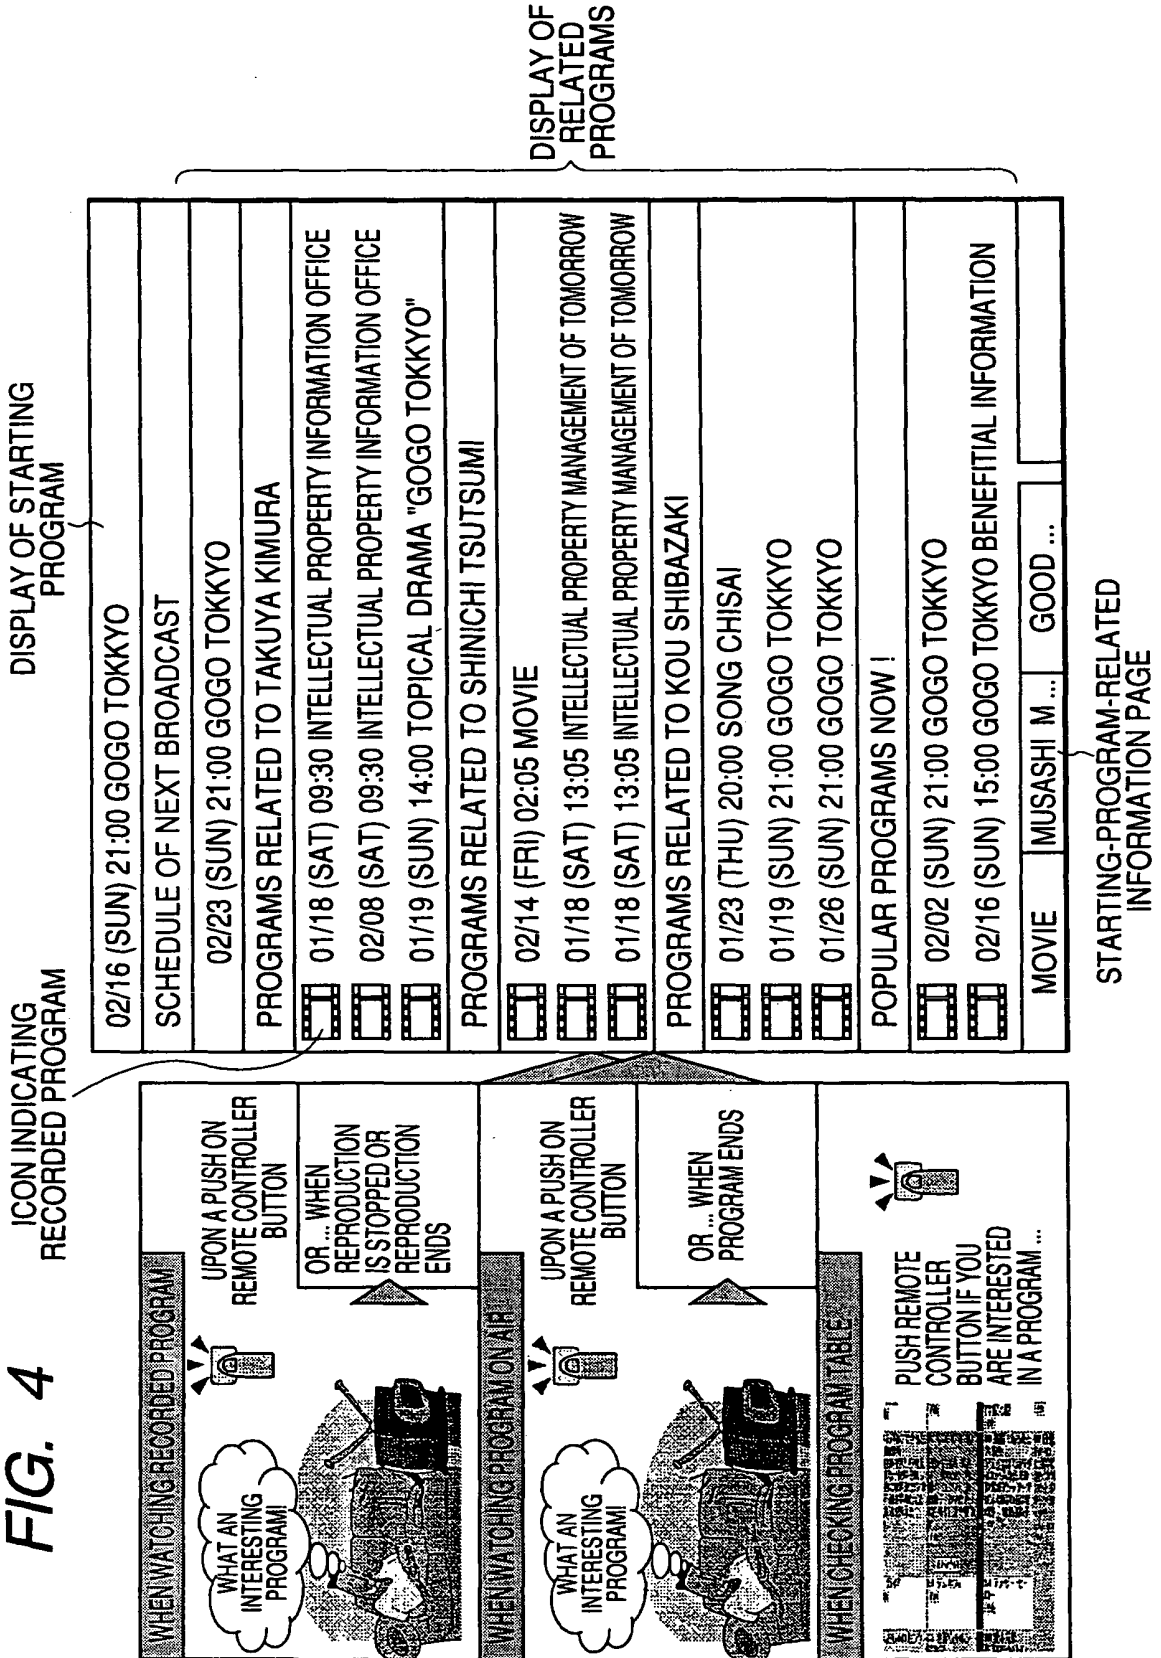 FIG. 4
WHEN WATCHING RECORDED PROGRAM
WHAT AN
INTERESTING
PROGRAM!
UPON A PUSH ON
REMOTE CONTROLLER
BUTTON
OR ... WHEN
REPRODUCTION
IS STOPPED OR
REPRODUCTION
ENDS
WHEN WATCHING PROGRAM ON AIR
WHAT AN
INTERESTING
PROGRAM!
UPON A PUSH ON
REMOTE CONTROLLER
BUTTON
OR ... WHEN
PROGRAM ENDS
WHEN CHECKING PROGRAM TABLE
PUSH REMOTE
CONTROLLER
BUTTON IF YOU
ARE INTERESTED
IN A PROGRAM ...
ICON INDICATING
RECORDED PROGRAM
DISPLAY OF STARTING
PROGRAM
02/16 (SUN) 21:00 GOGO TOKKYO
SCHEDULE OF NEXT BROADCAST
02/23 (SUN) 21:00 GOGO TOKKYO
PROGRAMS RELATED TO TAKUYA KIMURA
01/18 (SAT) 09:30 INTELLECTUAL PROPERTY INFORMATION OFFICE
02/08 (SAT) 09:30 INTELLECTUAL PROPERTY INFORMATION OFFICE
01/19 (SUN) 14:00 TOPICAL DRAMA "GOGO TOKKYO"
PROGRAMS RELATED TO SHINICHI TSUTSUMI
02/14 (FRI) 02:05 MOVIE
01/18 (SAT) 13:05 INTELLECTUAL PROPERTY MANAGEMENT OF TOMORROW
01/18 (SAT) 13:05 INTELLECTUAL PROPERTY MANAGEMENT OF TOMORROW
PROGRAMS RELATED TO KOU SHIBAZAKI
01/23 (THU) 20:00 SONG CHISAI
01/19 (SUN) 21:00 GOGO TOKKYO
01/26 (SUN) 21:00 GOGO TOKKYO
POPULAR PROGRAMS NOW !
02/02 (SUN) 21:00 GOGO TOKKYO
02/16 (SUN) 15:00 GOGO TOKKYO BENEFITIAL INFORMATION
MOVIE
MUSASHI M ...
GOOD ...
DISPLAY OF
RELATED
PROGRAMS
STARTING-PROGRAM-RELATED
INFORMATION PAGE